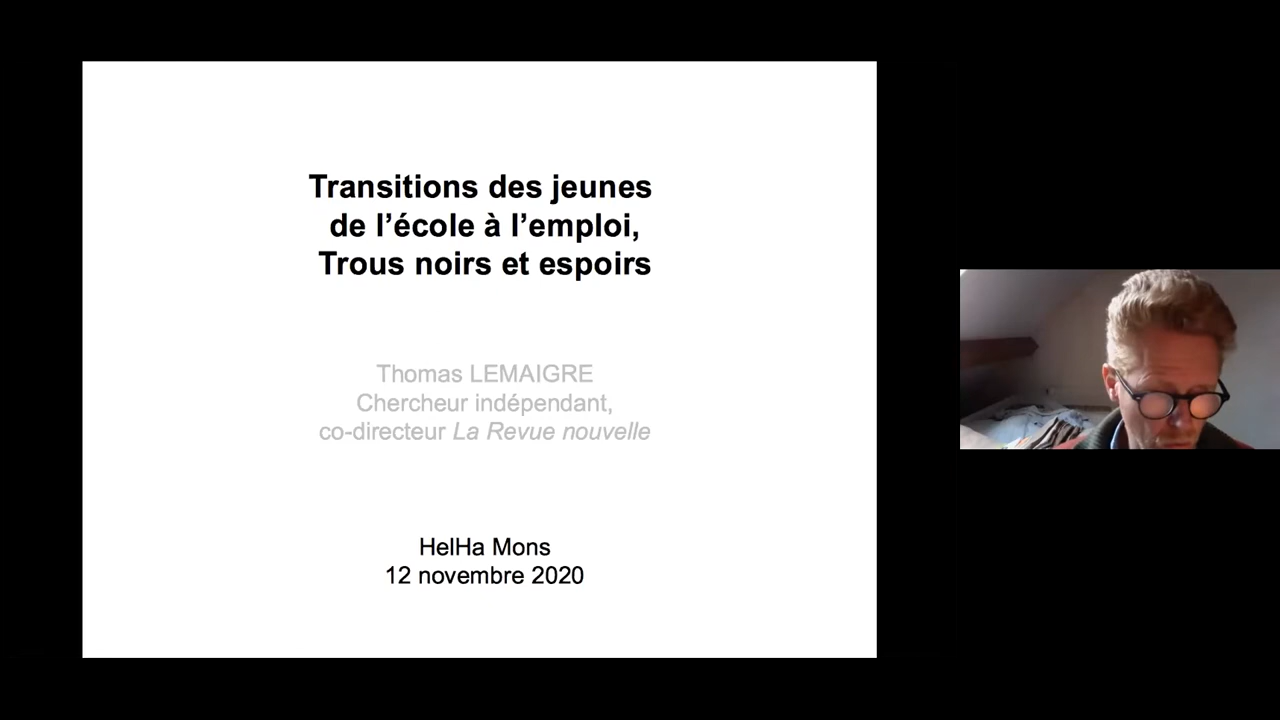 Transitions des jeunes
de l’école à l’emploi,
Trous noirs et espoirs
Thomas LEMAIGRE
Chercheur indépendant,
co-directeur La Revue nouvelle
HelHa Mons
12 novembre 2020